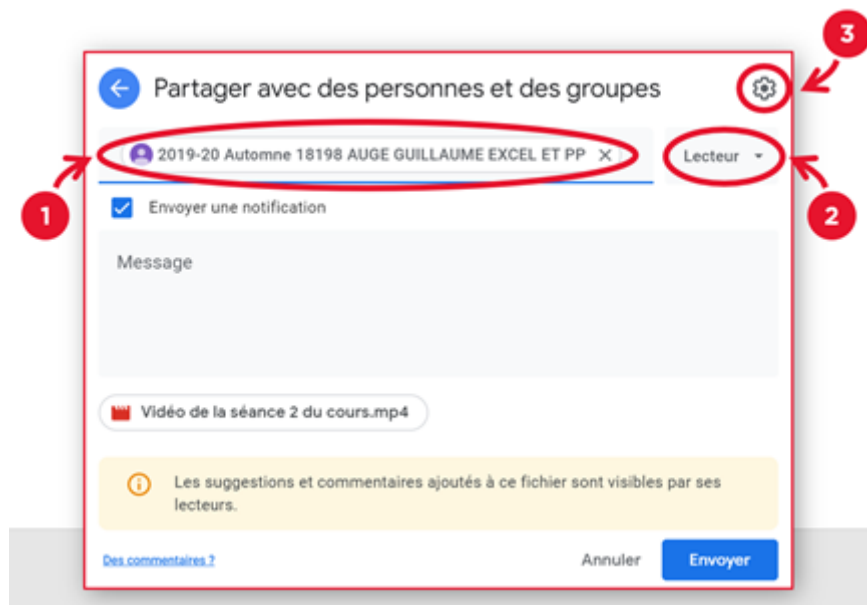 3
Partager avec des personnes et des groupes
2019-20 Automne 18198 AUGE GUILLAUME EXCEL ET PP
Lecteur
1
2
Envoyer une notification
Message
Vidéo de la séance 2 du cours.mp4
Les suggestions et commentaires ajoutés à ce fichier sont visibles par ses
lecteurs.
Des commentaires ?
Annuler
Envoyer